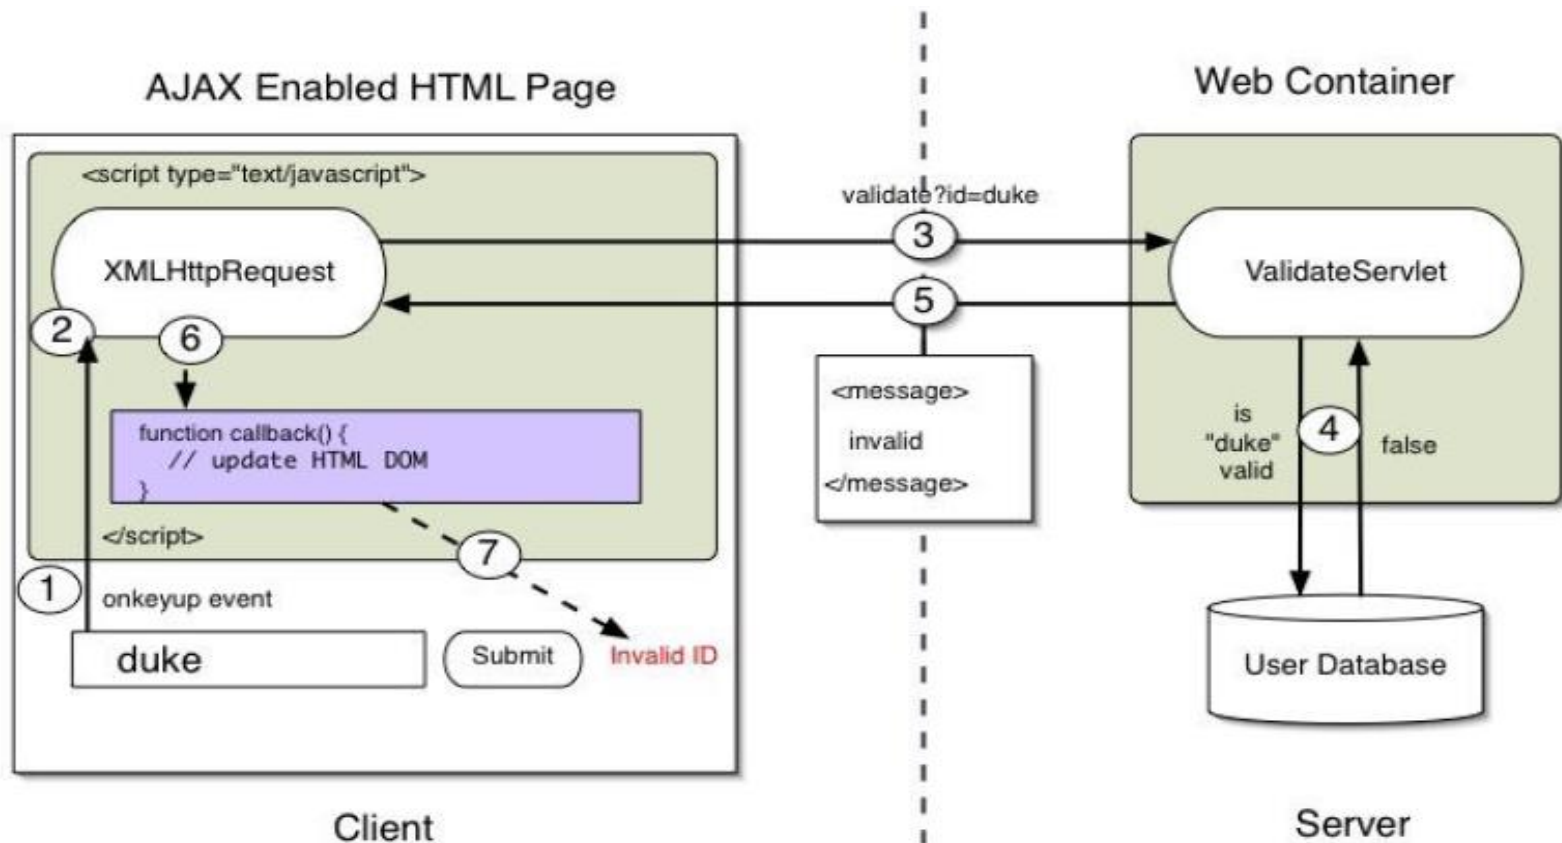 AJAX Enabled HTML Page
Web Container
<script type="text/javascript">
validate?id=duke
3
XMLHttpRequest
ValidateServlet
5
2
6
<message>
invalid
</message>
function callback() {
// update HTML DOM
}
is
"duke"
valid
4
false
</script>
7
1
onkeyup event
duke
Submit
Invalid ID
User Database
Client
Server